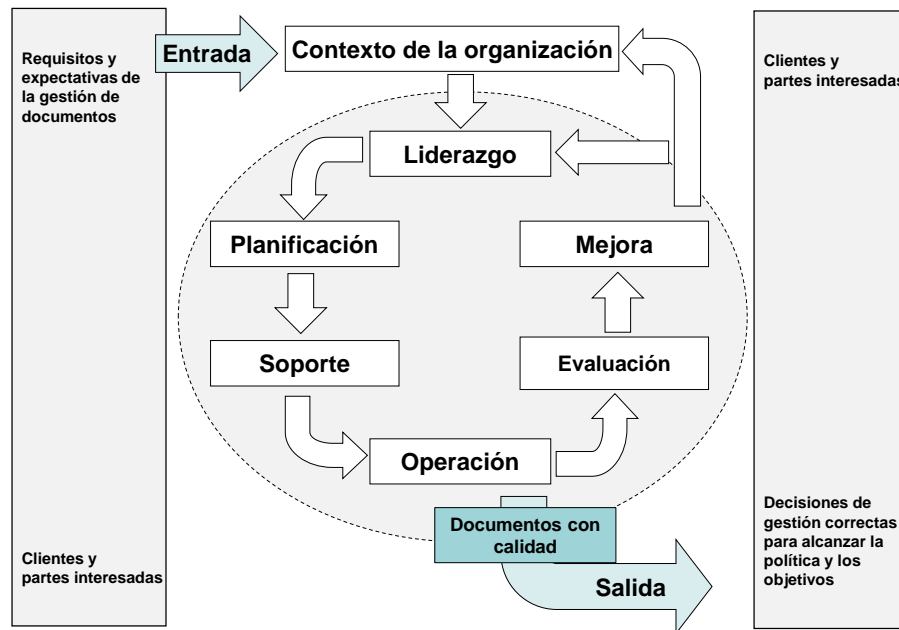 Requisitos y
expectativas de
la gestión de
documentos
Clientes y
partes interesadas
Entrada
Contexto de la organización
Liderazgo
Planificación
Mejora
Soporte
Evaluación
Operación
Documentos con
calidad
Salida
Clientes y
partes interesadas
Decisiones de
gestión correctas
para alcanzar la
política y los
objetivos